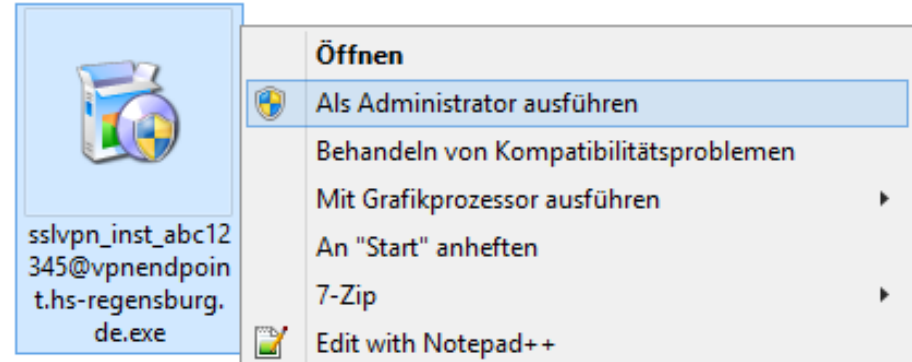 sslvpn_inst_abc12
345@vpnendpoin
t.hs-regensburg.
de.exe
Öffnen
Als Administrator ausführen
Behandeln von Kompatibilitätsproblemen
Mit Grafikprozessor ausführen
An "Start" anheften
7-Zip
Edit with Notepad++